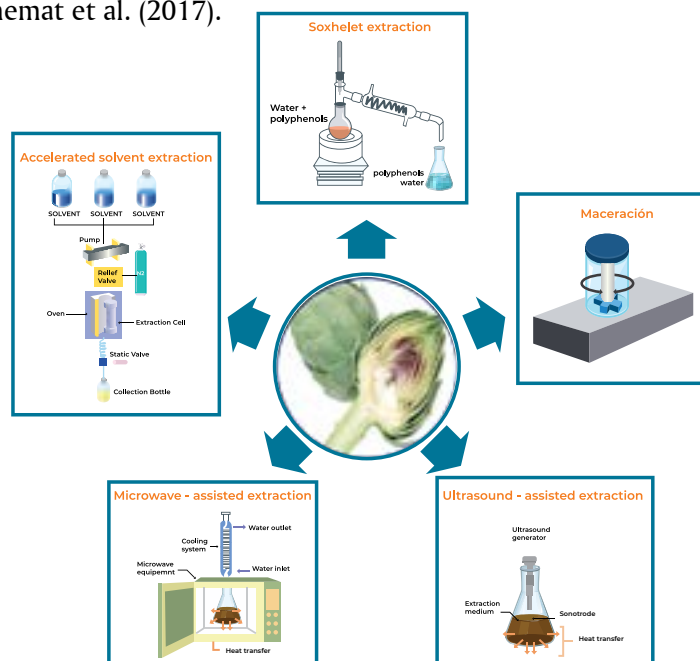 emat et al. (2017).
Soxhelet extraction
Water +
polyphenols
polyphenols
water
Accelerated solvent extraction
SOLVENT SOLVENT SOLVENT
Pump
Rellef
Valve
N2
Oven
Extraction Cell
Static Valve
Collection Bottle
Maceración
Microwave - assisted extraction
Water outlet
Cooling
system
Microwave
equipemnt
Water inlet
Heat transfer
Ultrasound - assisted extraction
Ultrasound
generator
Extraction
medium
Sonotrode
Heat transfer